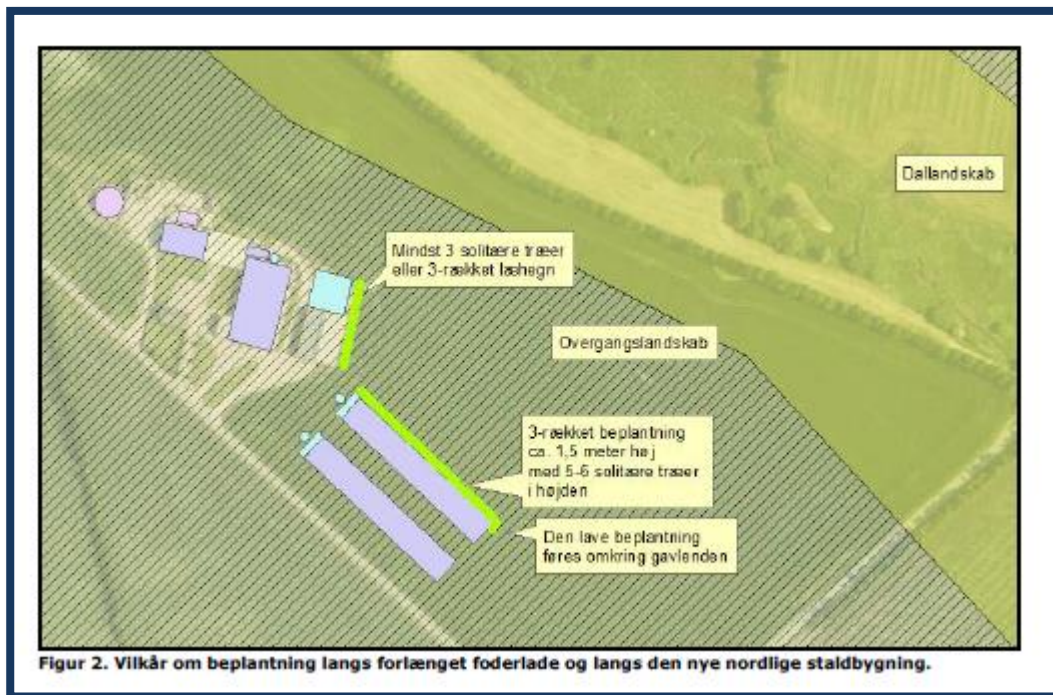 Dallandskab
Mindst 3 solitære træer
eller 3-rækket læhegn
Overgangslandskab
3-rækket beplantning
ca. 1,5 meter høj
med 5-6 solitære træer
i højden
Den lave beplantning
føres omkring gavlenden
Figur 2. Vilkår om beplantning langs forlænget foderlade og langs den nye nordlige staldbygning.